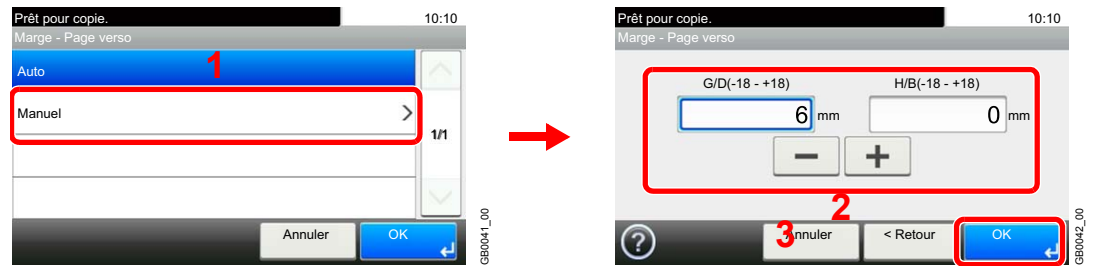 Prêt pour copie. 10:10
Marge - Page verso
Auto
1
Manuel >
1/1
Annuler OK
GB0041_00
Prêt pour copie. 10:10
Marge - Page verso
G/D(-18 - +18) H/B(-18 - +18)
6 mm 0 mm
− +
2
? 3 Annuler < Retour OK
GB0042_00